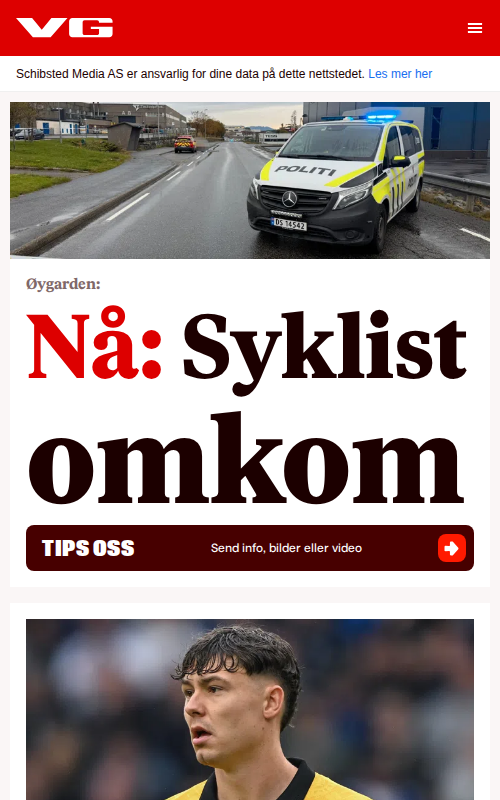 VG
Schibsted Media AS er ansvarlig for dine data på dette nettstedet. Les mer her
POLITI
DS 14542
Øygarden:
Nå: Syklist
omkom
TIPS OSS
Send info, bilder eller video